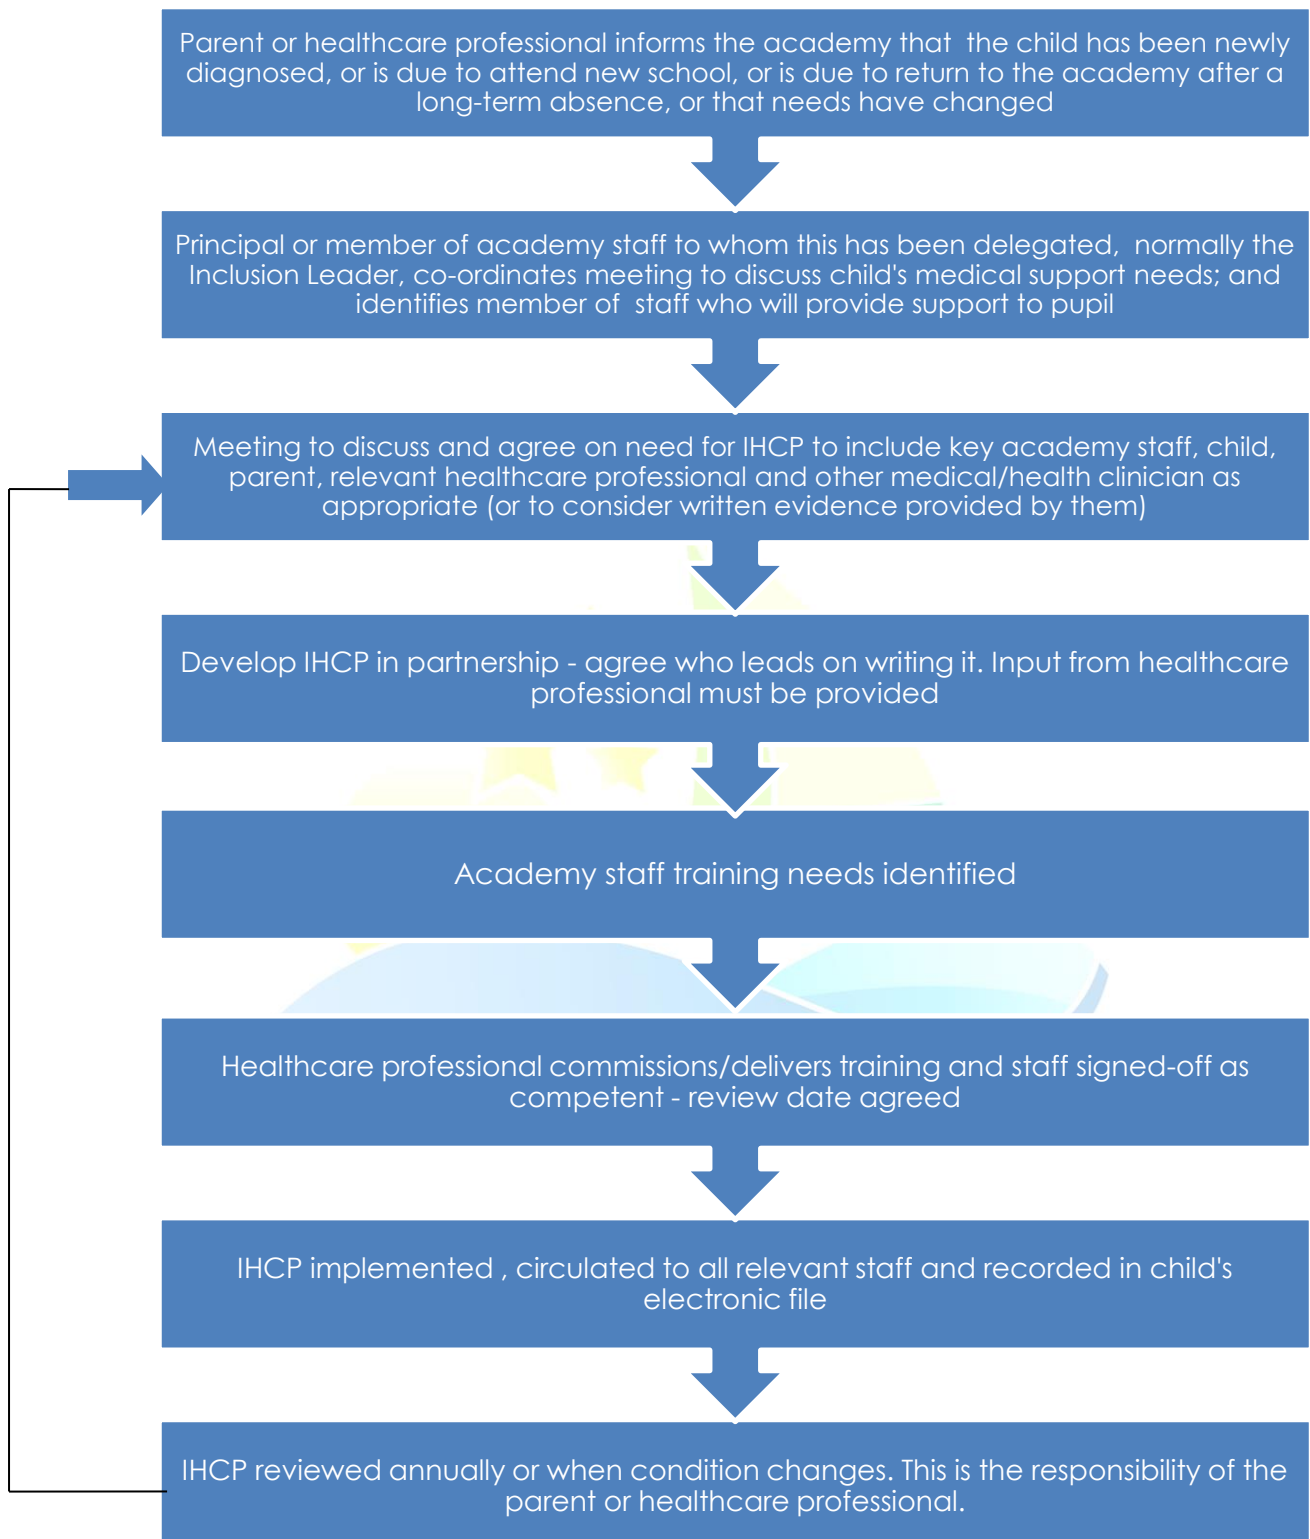 Parent or healthcare professional informs the academy that  the child has been newly
diagnosed, or is due to attend new school, or is due to return to the academy after a
long-term absence, or that needs have changed
Principal or member of academy staff to whom this has been delegated,  normally the
Inclusion Leader, co-ordinates meeting to discuss child's medical support needs; and
identifies member of  staff who will provide support to pupil
Meeting to discuss and agree on need for IHCP to include key academy staff, child,
parent, relevant healthcare professional and other medical/health clinician as
appropriate (or to consider written evidence provided by them)
Develop IHCP in partnership - agree who leads on writing it. Input from healthcare
professional must be provided
Academy staff training needs identified
Healthcare professional commissions/delivers training and staff signed-off as
competent - review date agreed
IHCP implemented , circulated to all relevant staff and recorded in child's
electronic file
IHCP reviewed annually or when condition changes. This is the responsibility of the
parent or healthcare professional.